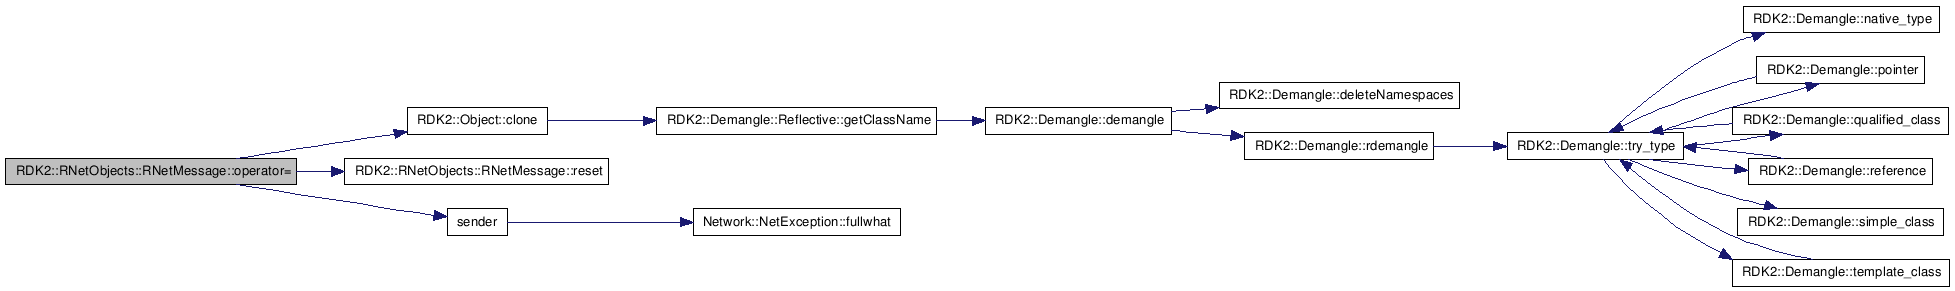 RDK2::RNetObjects::RNetMessage::operator=
RDK2::Object::clone
RDK2::RNetObjects::RNetMessage::reset
sender
RDK2::Demangle::Reflective::getClassName
Network::NetException::fullwhat
RDK2::Demangle::demangle
RDK2::Demangle::deleteNamespaces
RDK2::Demangle::rdemangle
RDK2::Demangle::try_type
RDK2::Demangle::native_type
RDK2::Demangle::pointer
RDK2::Demangle::qualified_class
RDK2::Demangle::reference
RDK2::Demangle::simple_class
RDK2::Demangle::template_class